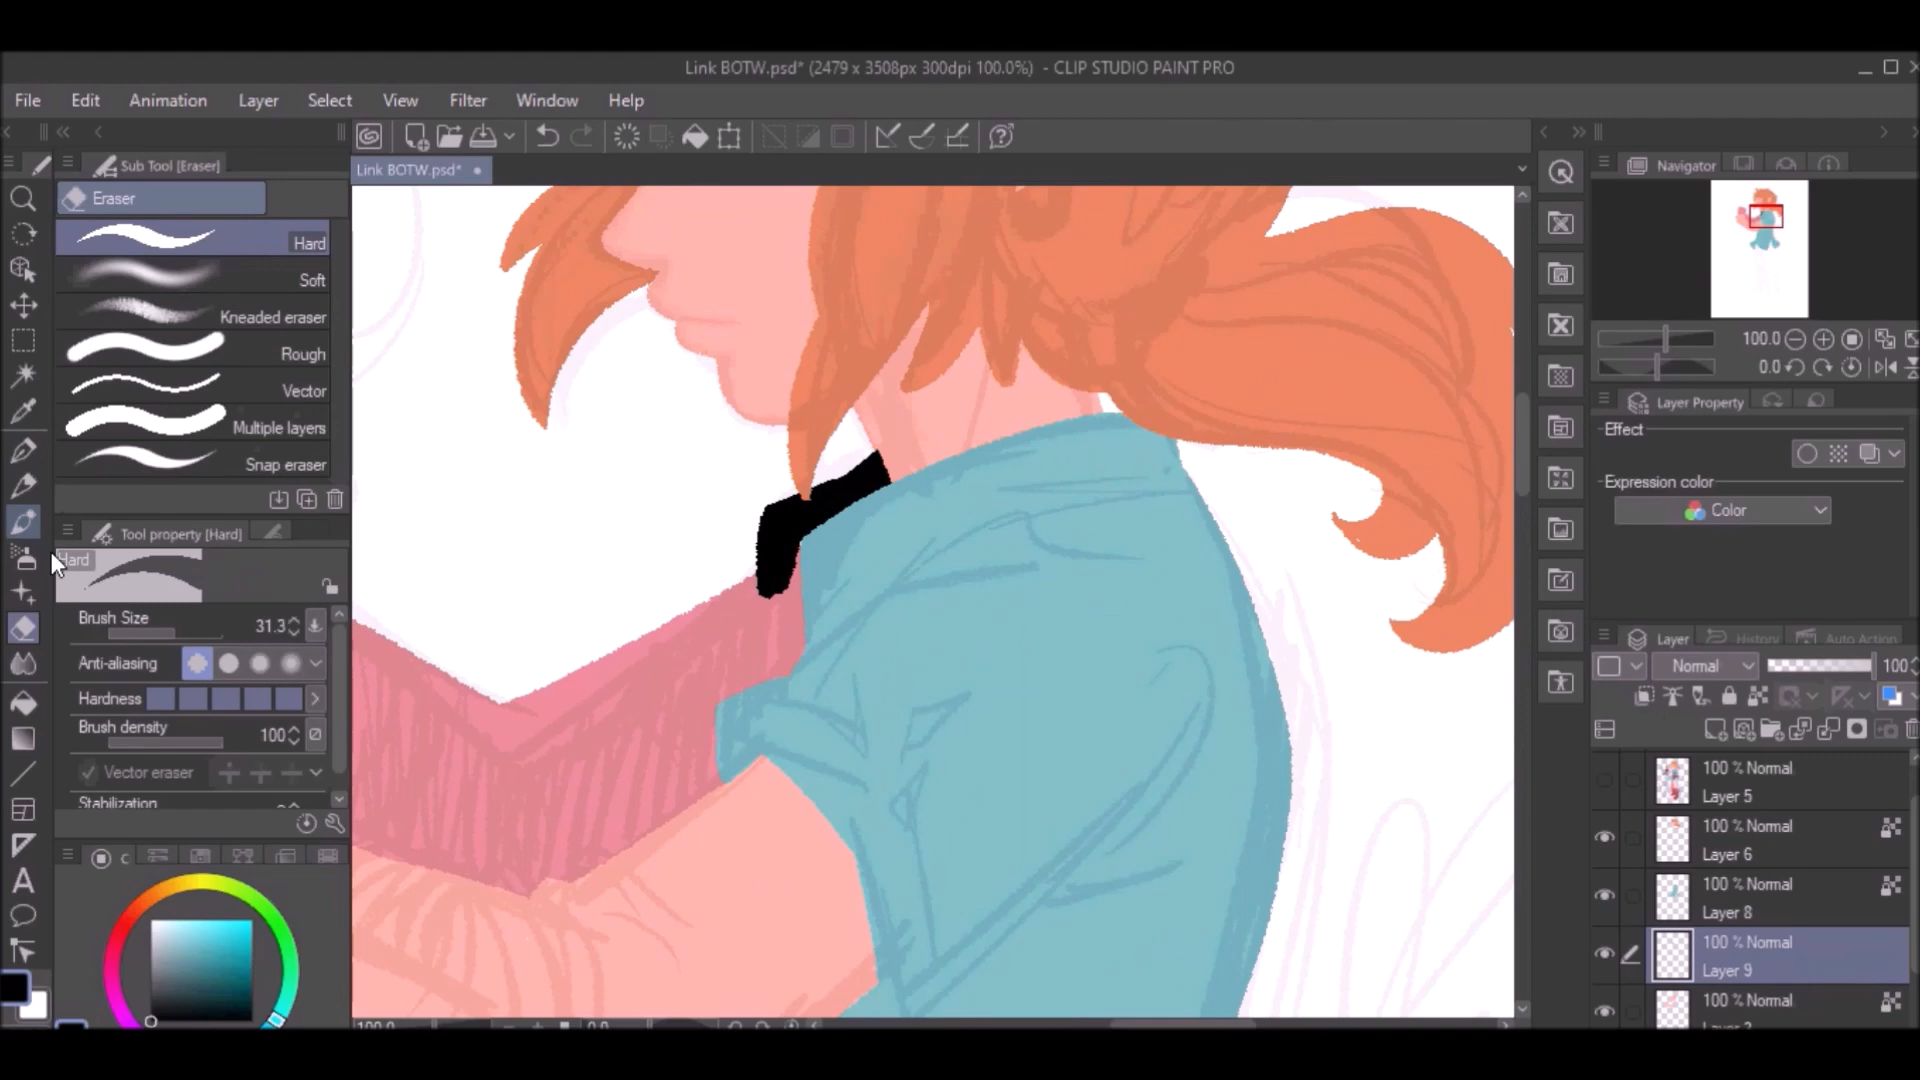 Link BOTW.psd* (2479 x 3508px 300dpi 100.0%) - CLIP STUDIO PAINT PRO
File Edit Animation Layer Select View Filter Window Help
Sub Tool [Eraser]
Link BOTW.psd*
Navigator
Eraser
Hard
Soft
Kneaded eraser
Rough
Vector
Multiple layers
Snap eraser
Tool property [Hard]
Hard
Brush Size 31.3
Anti-aliasing
Hardness
Brush density 100
Vector eraser
Stabilization
C
100.0
0.0
Layer Property
Effect
Expression color
Color
Layer History Auto Action
Normal 100
100 % Normal
Layer 5
100 % Normal
Layer 6
100 % Normal
Layer 8
100 % Normal
Layer 9
100 % Normal
100.0 0.0